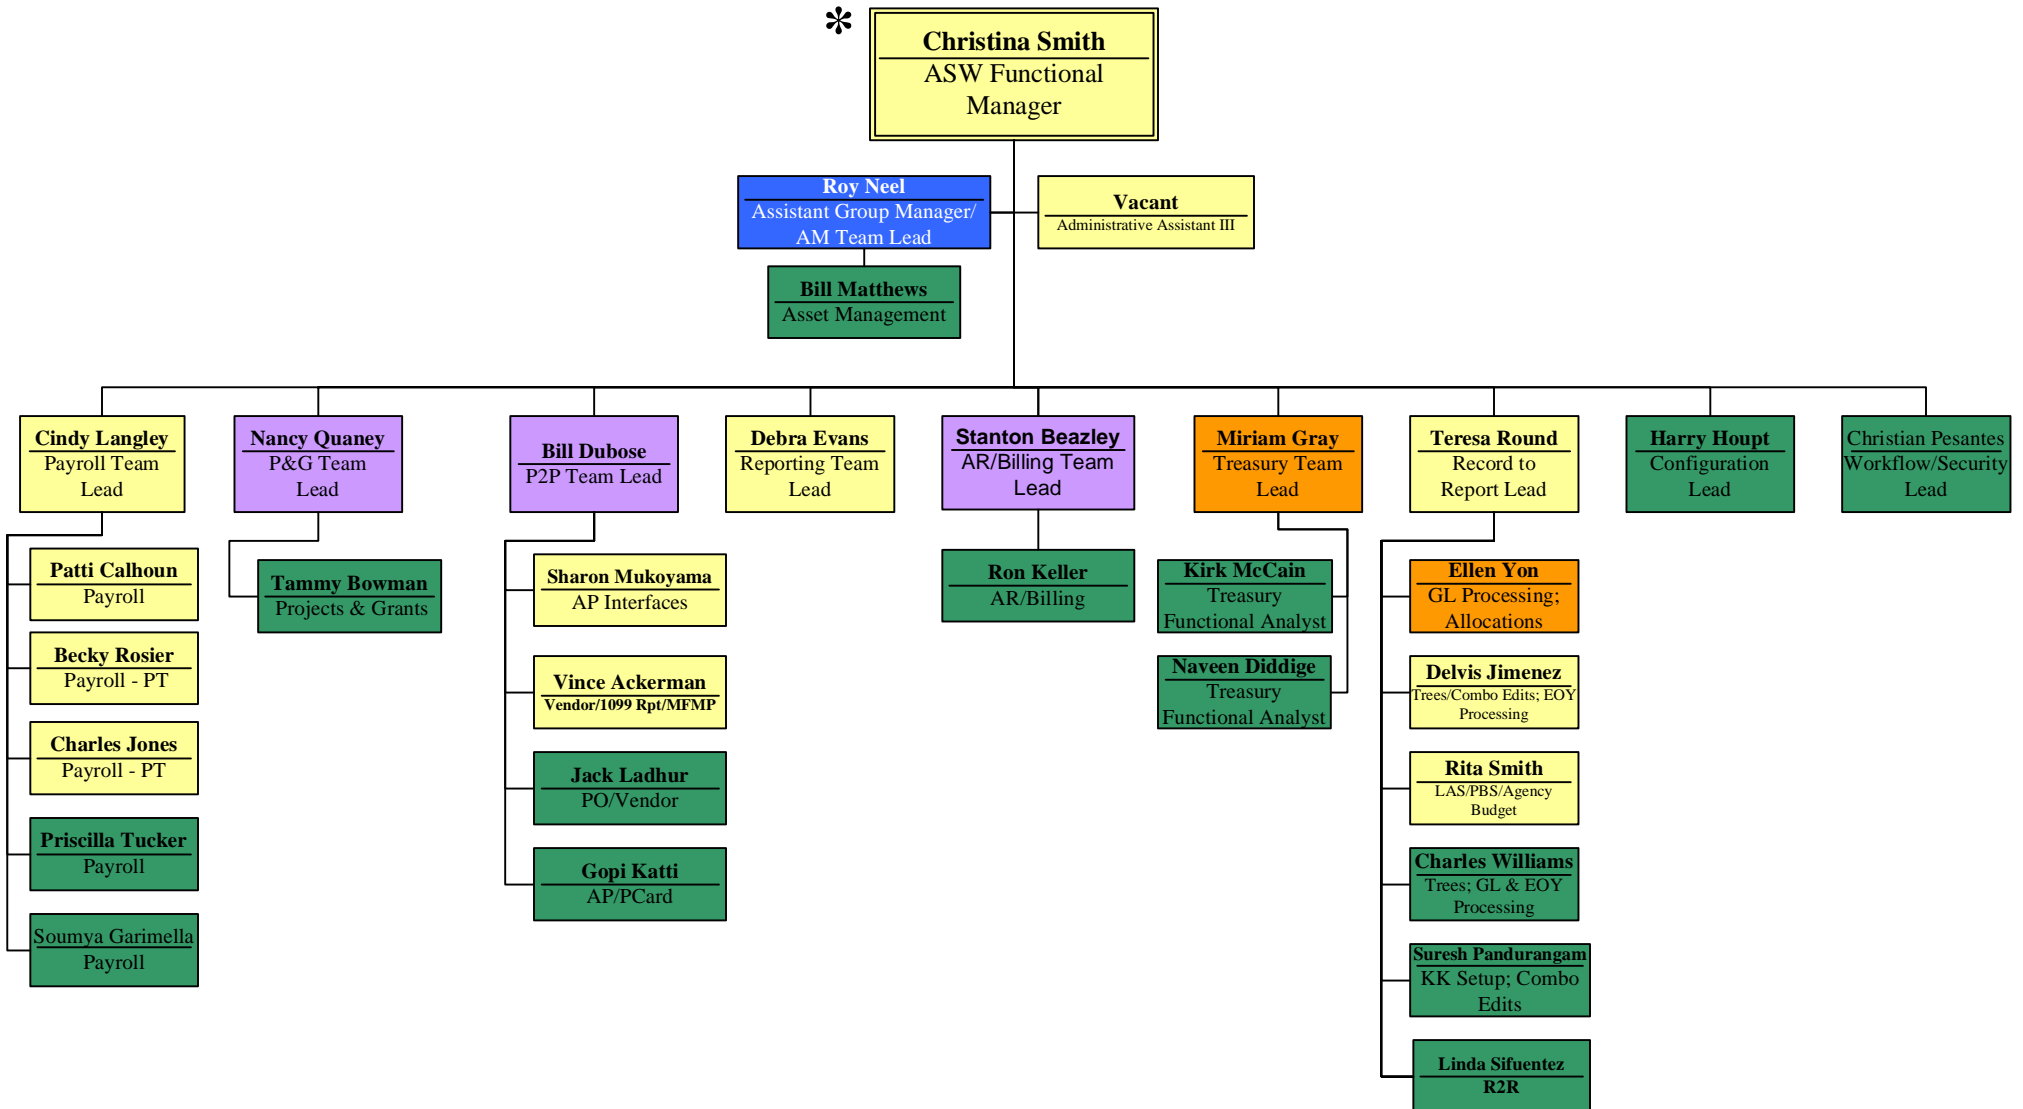 *
Christina Smith
ASW Functional
Manager
Roy Neel
Assistant Group Manager/
AM Team Lead
Vacant
Administrative Assistant III
Bill Matthews
Asset Management
Cindy Langley
Payroll Team
Lead
Nancy Quaney
P&G Team
Lead
Bill Dubose
P2P Team Lead
Debra Evans
Reporting Team
Lead
Stanton Beazley
AR/Billing Team
Lead
Miriam Gray
Treasury Team
Lead
Teresa Round
Record to
Report Lead
Harry Houpt
Configuration
Lead
Christian Pesantes
Workflow/Security
Lead
Patti Calhoun
Payroll
Becky Rosier
Payroll - PT
Charles Jones
Payroll - PT
Priscilla Tucker
Payroll
Soumya Garimella
Payroll
Tammy Bowman
Projects & Grants
Sharon Mukoyama
AP Interfaces
Vince Ackerman
Vendor/1099 Rpt/MFMP
Jack Ladhur
PO/Vendor
Gopi Katti
AP/PCard
Ron Keller
AR/Billing
Kirk McCain
Treasury
Functional Analyst
Naveen Diddige
Treasury
Functional Analyst
Ellen Yon
GL Processing;
Allocations
Delvis Jimenez
Trees/Combo Edits; EOY
Processing
Rita Smith
LAS/PBS/Agency
Budget
Charles Williams
Trees; GL & EOY
Processing
Suresh Pandurangam
KK Setup; Combo
Edits
Linda Sifuentez
R2R